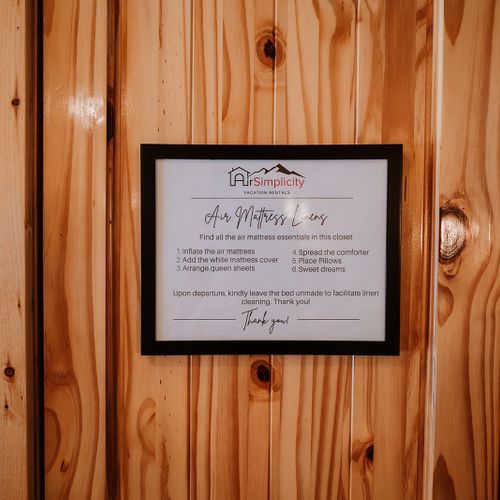 AirSimplicity
VACATION RENTALS
Air Mattress Linens
Find all the air mattress essentials in this closet
1. Inflate the air mattress
2. Add the white mattress cover
3. Arrange queen sheets
4. Spread the comforter
5. Place Pillows
6. Sweet dreams
Upon departure, kindly leave the bed unmade to facilitate linen
cleaning. Thank you!
Thank you!